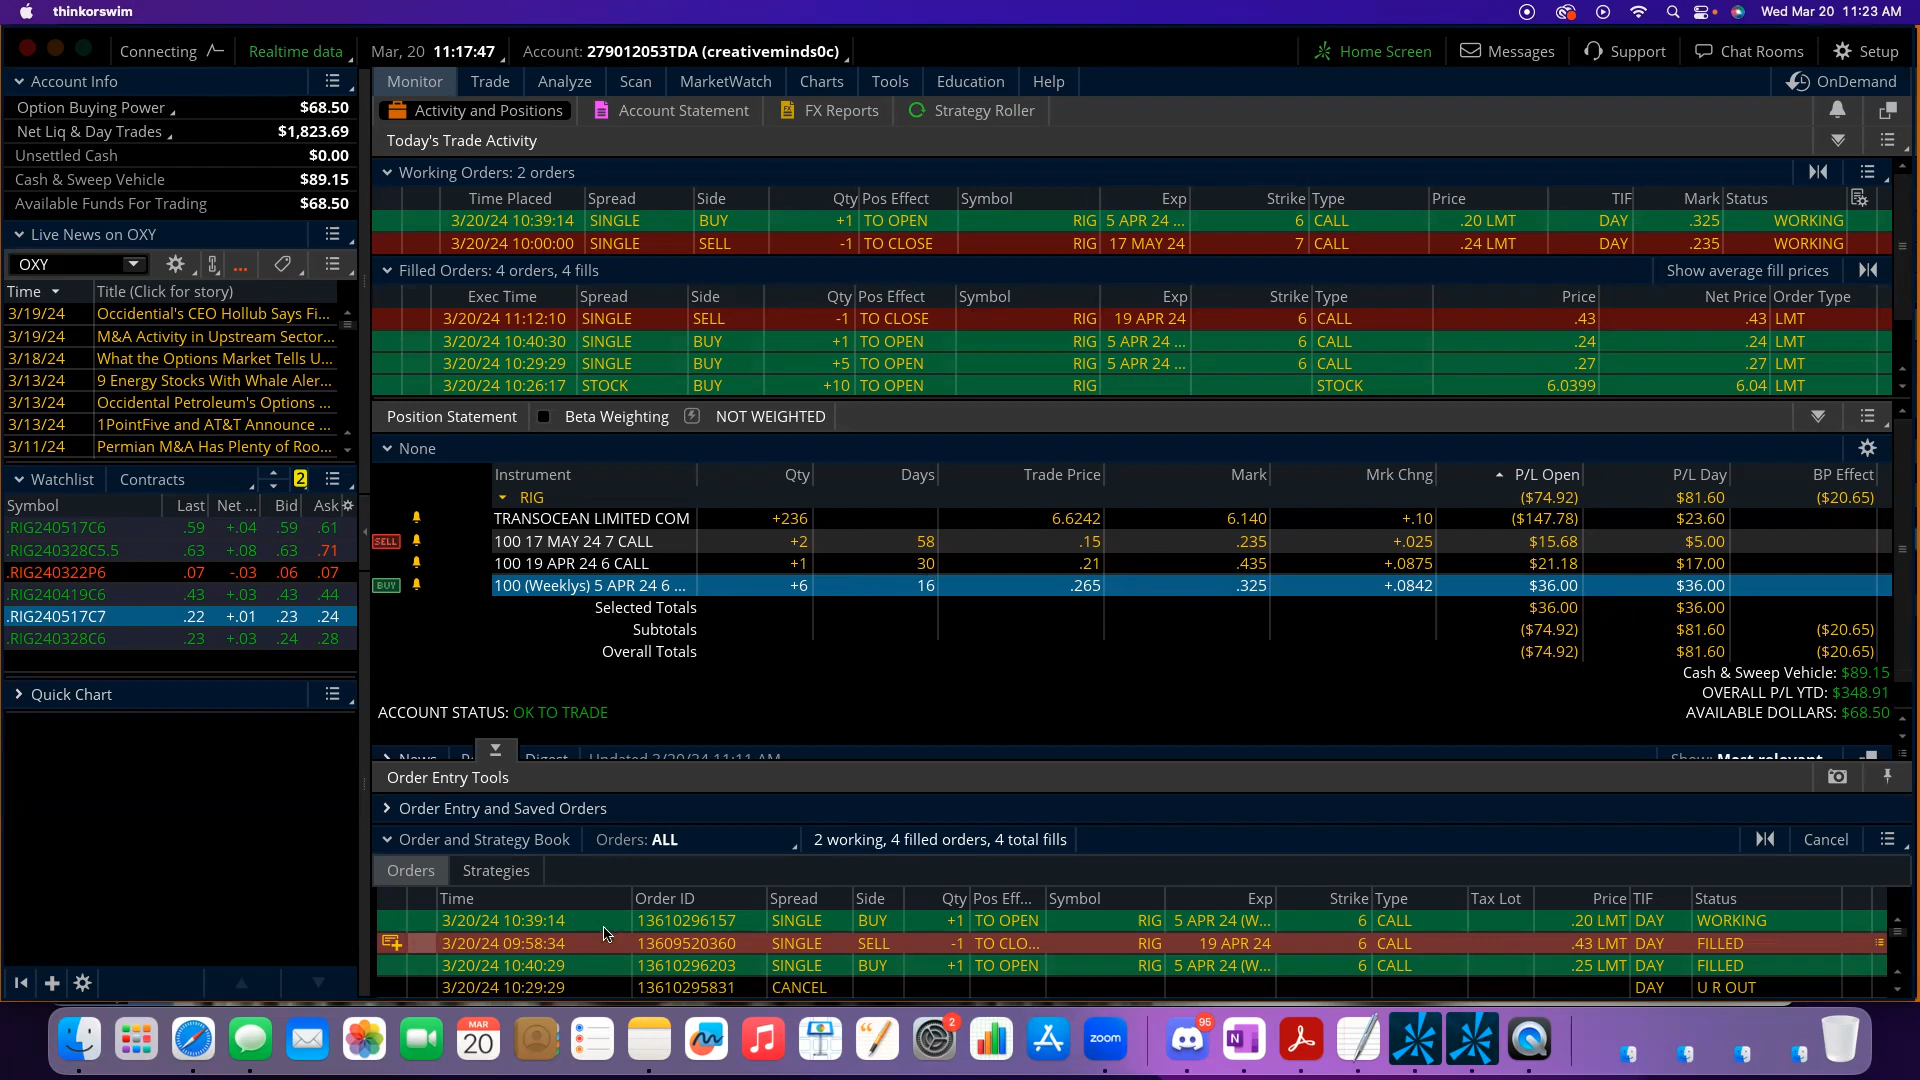 thinkorswim
Wed Mar 20 11:23 AM
Connecting
Realtime data
Mar, 20 11:17:47
Account: 279012053TDA (creativeminds0c)
Home Screen
Messages
Support
Chat Rooms
Setup
Account Info
Option Buying Power $68.50
Net Liq & Day Trades $1,823.69
Unsettled Cash $0.00
Cash & Sweep Vehicle $89.15
Available Funds For Trading $68.50
Live News on OXY
OXY
...
Time Title (Click for story)
3/19/24 Occidential's CEO Hollub Says Fi...
3/19/24 M&A Activity in Upstream Sector...
3/18/24 What the Options Market Tells U...
3/13/24 9 Energy Stocks With Whale Aler...
3/13/24 Occidental Petroleum's Options ...
3/13/24 1PointFive and AT&T Announce ...
3/11/24 Permian M&A Has Plenty of Roo...
Watchlist Contracts 2
Symbol Last Net ... Bid Ask
.RIG240517C6 .59 +.04 .59 .61
.RIG240328C5.5 .63 +.08 .63 .71
.RIG240322P6 .07 -.03 .06 .07
.RIG240419C6 .43 +.03 .43 .44
.RIG240517C7 .22 +.01 .23 .24
.RIG240328C6 .23 +.03 .24 .28
Quick Chart
Monitor Trade Analyze Scan MarketWatch Charts Tools Education Help OnDemand
Activity and Positions Account Statement FX Reports Strategy Roller
Today's Trade Activity
Working Orders: 2 orders
Time Placed Spread Side Qty Pos Effect Symbol Exp Strike Type Price TIF Mark Status
3/20/24 10:39:14 SINGLE BUY +1 TO OPEN RIG 5 APR 24 ... 6 CALL .20 LMT DAY .325 WORKING
3/20/24 10:00:00 SINGLE SELL -1 TO CLOSE RIG 17 MAY 24 7 CALL .24 LMT DAY .235 WORKING
Filled Orders: 4 orders, 4 fills Show average fill prices
Exec Time Spread Side Qty Pos Effect Symbol Exp Strike Type Price Net Price Order Type
3/20/24 11:12:10 SINGLE SELL -1 TO CLOSE RIG 19 APR 24 6 CALL .43 .43 LMT
3/20/24 10:40:30 SINGLE BUY +1 TO OPEN RIG 5 APR 24 ... 6 CALL .24 .24 LMT
3/20/24 10:29:29 SINGLE BUY +5 TO OPEN RIG 5 APR 24 ... 6 CALL .27 .27 LMT
3/20/24 10:26:17 STOCK BUY +10 TO OPEN RIG STOCK 6.0399 6.04 LMT
Position Statement Beta Weighting NOT WEIGHTED
None
Instrument Qty Days Trade Price Mark Mrk Chng P/L Open P/L Day BP Effect
RIG ($74.92) $81.60 ($20.65)
TRANSOCEAN LIMITED COM +236 6.6242 6.140 +.10 ($147.78) $23.60
SELL 100 17 MAY 24 7 CALL +2 58 .15 .235 +.025 $15.68 $5.00
100 19 APR 24 6 CALL +1 30 .21 .435 +.0875 $21.18 $17.00
BUY 100 (Weeklys) 5 APR 24 6 ... +6 16 .265 .325 +.0842 $36.00 $36.00
Selected Totals $36.00 $36.00
Subtotals ($74.92) $81.60 ($20.65)
Overall Totals ($74.92) $81.60 ($20.65)
Cash & Sweep Vehicle: $89.15
OVERALL P/L YTD: $348.91
ACCOUNT STATUS: OK TO TRADE AVAILABLE DOLLARS: $68.50
News Digest Updated 3/20/24 11:11 AM Show: Most relevant
Order Entry Tools
Order Entry and Saved Orders
Order and Strategy Book Orders: ALL 2 working, 4 filled orders, 4 total fills Cancel
Orders Strategies
Time Order ID Spread Side Qty Pos Eff... Symbol Exp Strike Type Tax Lot Price TIF Status
3/20/24 10:39:14 13610296157 SINGLE BUY +1 TO OPEN RIG 5 APR 24 (W... 6 CALL .20 LMT DAY WORKING
3/20/24 09:58:34 13609520360 SINGLE SELL -1 TO CLO... RIG 19 APR 24 6 CALL .43 LMT DAY FILLED
3/20/24 10:40:29 13610296203 SINGLE BUY +1 TO OPEN RIG 5 APR 24 (W... 6 CALL .25 LMT DAY FILLED
3/20/24 10:29:29 13610295831 CANCEL DAY U R OUT
MAR
20
2
zoom
95